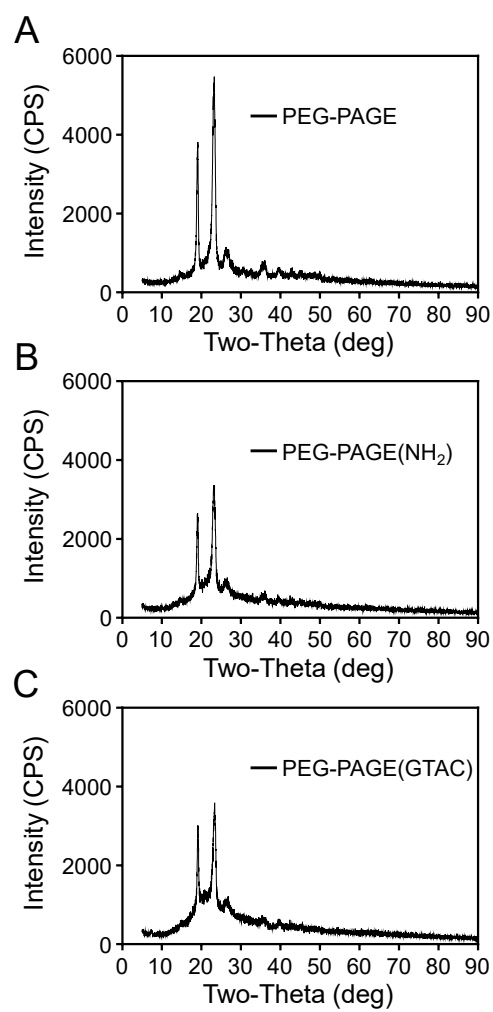 A
6000
4000
2000
0
Intensity (CPS)
PEG-PAGE
0 10 20 30 40 50 60 70 80 90
Two-Theta (deg)
B
6000
4000
2000
0
Intensity (CPS)
PEG-PAGE(NH₂)
0 10 20 30 40 50 60 70 80 90
Two-Theta (deg)
C
6000
4000
2000
0
Intensity (CPS)
PEG-PAGE(GTAC)
0 10 20 30 40 50 60 70 80 90
Two-Theta (deg)